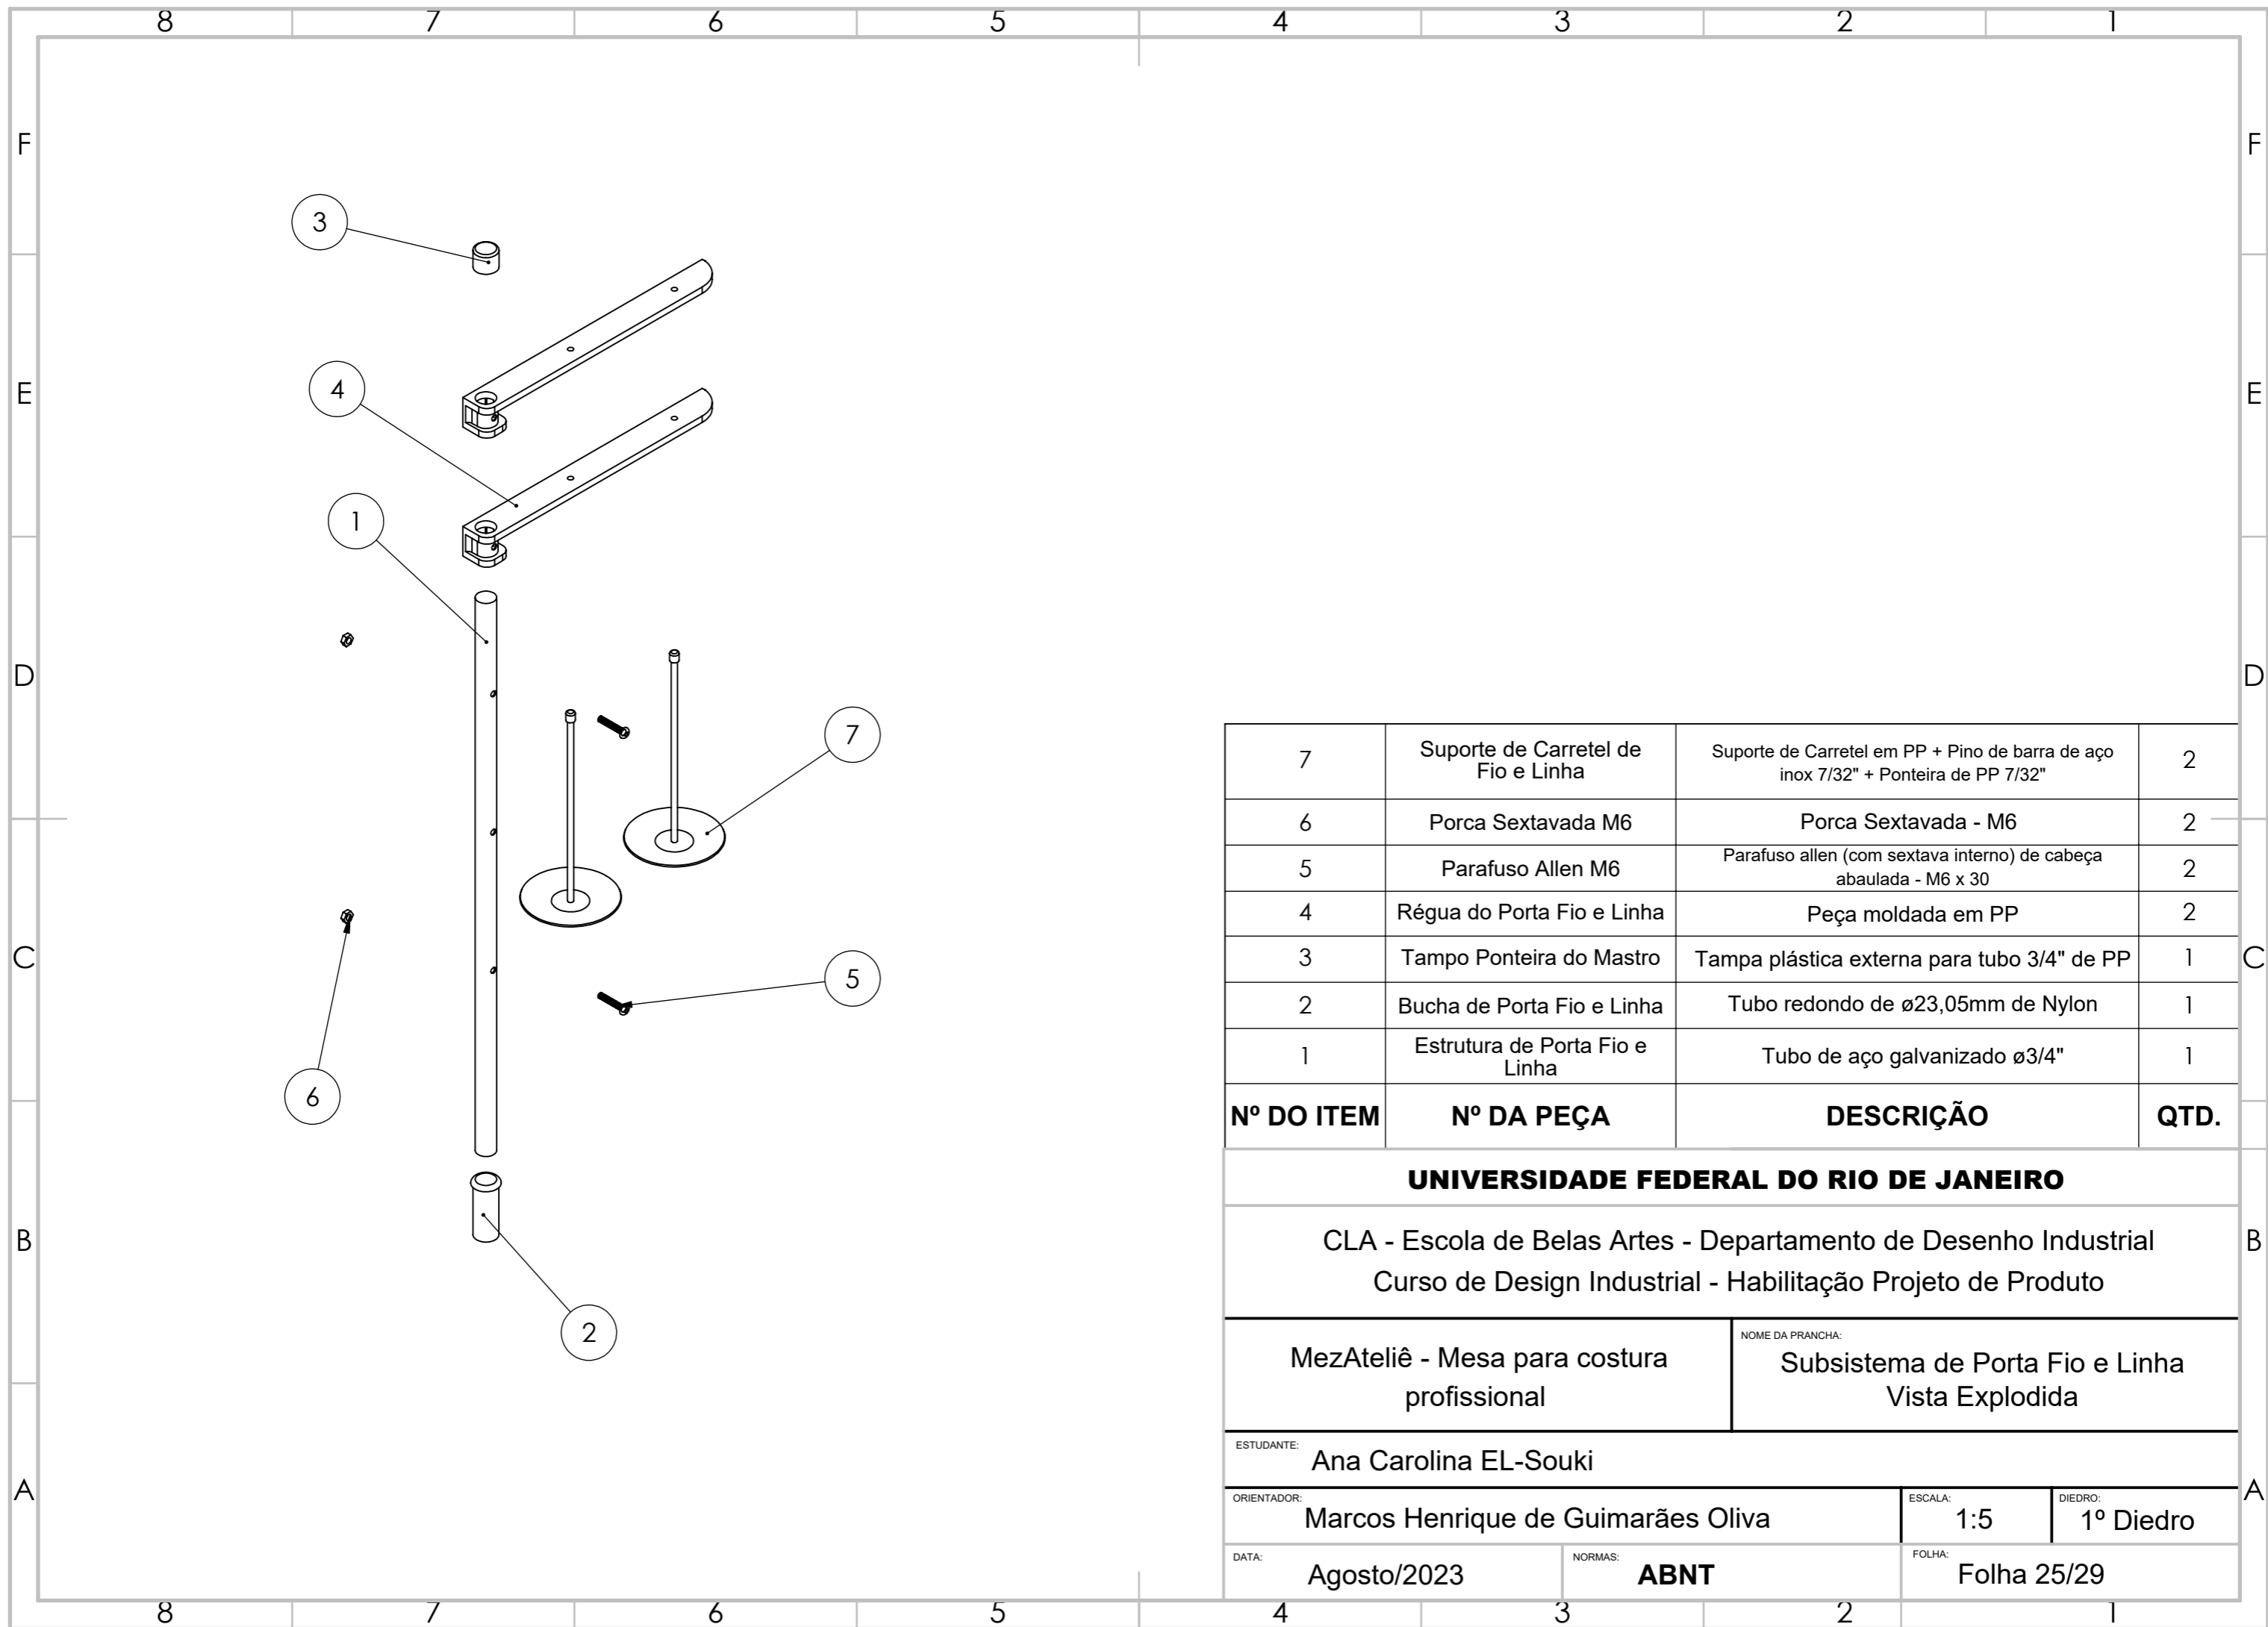 8 7 6 5 4 3 2 1
F F
E E
D D
C C
B B
A A
3
4
1
7
5
6
2
7 Suporte de Carretel de Fio e Linha Suporte de Carretel em PP + Pino de barra de aço inox 7/32" + Ponteira de PP 7/32" 2
6 Porca Sextavada M6 Porca Sextavada - M6 2
5 Parafuso Allen M6 Parafuso allen (com sextava interno) de cabeça abaulada - M6 x 30 2
4 Régua do Porta Fio e Linha Peça moldada em PP 2
3 Tampo Ponteira do Mastro Tampa plástica externa para tubo 3/4" de PP 1
2 Bucha de Porta Fio e Linha Tubo redondo de ø23,05mm de Nylon 1
1 Estrutura de Porta Fio e Linha Tubo de aço galvanizado ø3/4" 1
Nº DO ITEM Nº DA PEÇA DESCRIÇÃO QTD.
UNIVERSIDADE FEDERAL DO RIO DE JANEIRO
CLA - Escola de Belas Artes - Departamento de Desenho Industrial
Curso de Design Industrial - Habilitação Projeto de Produto
MezAteliê - Mesa para costura
profissional
NOME DA PRANCHA:
Subsistema de Porta Fio e Linha
Vista Explodida
ESTUDANTE: Ana Carolina EL-Souki
ORIENTADOR: Marcos Henrique de Guimarães Oliva
ESCALA: 1:5
DIEDRO: 1º Diedro
DATA: Agosto/2023
NORMAS: ABNT
FOLHA: Folha 25/29
8 7 6 5 4 3 2 1